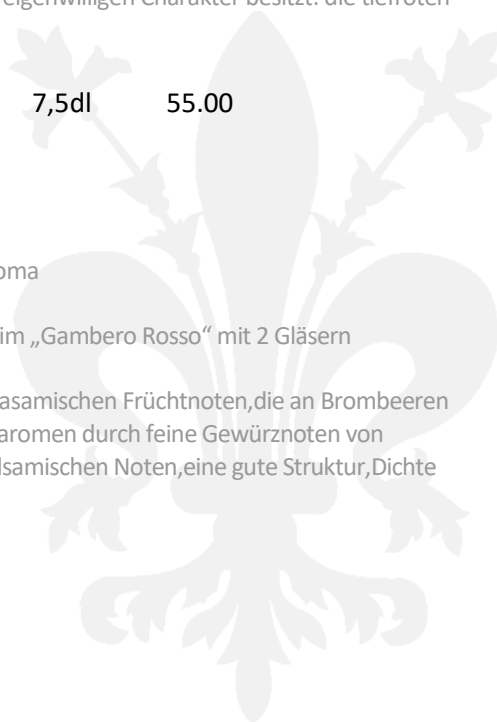 eigenwilligen Charakter besitzt: die tiefroten
7,5dl 55.00
oma
im „Gambero Rosso“ mit 2 Gläsern
asamischen Früchtnoten,die an Brombeeren
aromen durch feine Gewürznoten von
lsamischen Noten,eine gute Struktur,Dichte